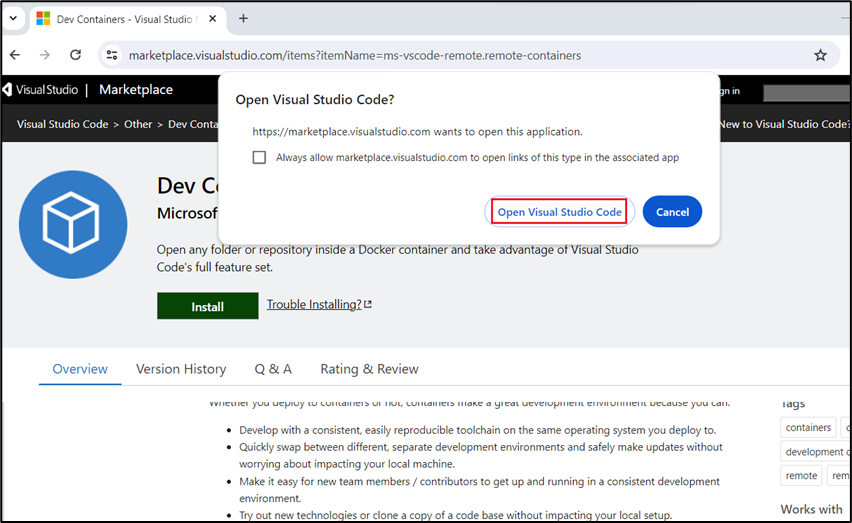 Dev Containers - Visual Studio
marketplace.visualstudio.com/items?itemName=ms-vscode-remote.remote-containers
Visual Studio | Marketplace
in
Visual Studio Code > Other > Dev
New to Visual Studio Code?
Open Visual Studio Code?
https://marketplace.visualstudio.com wants to open this application.
Always allow marketplace.visualstudio.com to open links of this type in the associated app
Open Visual Studio Code
Cancel
Dev
Microsof
Open any folder or repository inside a Docker container and take advantage of Visual Studio
Code's full feature set.
Install
Trouble Installing?
Overview
Version History
Q & A
Rating & Review
Whether you deploy to containers or not, containers make a great development environment because you can:
• Develop with a consistent, easily reproducible toolchain on the same operating system you deploy to.
• Quickly swap between different, separate development environments and safely make updates without
worrying about impacting your local machine.
• Make it easy for new team members / contributors to get up and running in a consistent development
environment.
• Try out new technologies or clone a copy of a code base without impacting your local setup.
Tags
containers
development
remote
rem
Works with